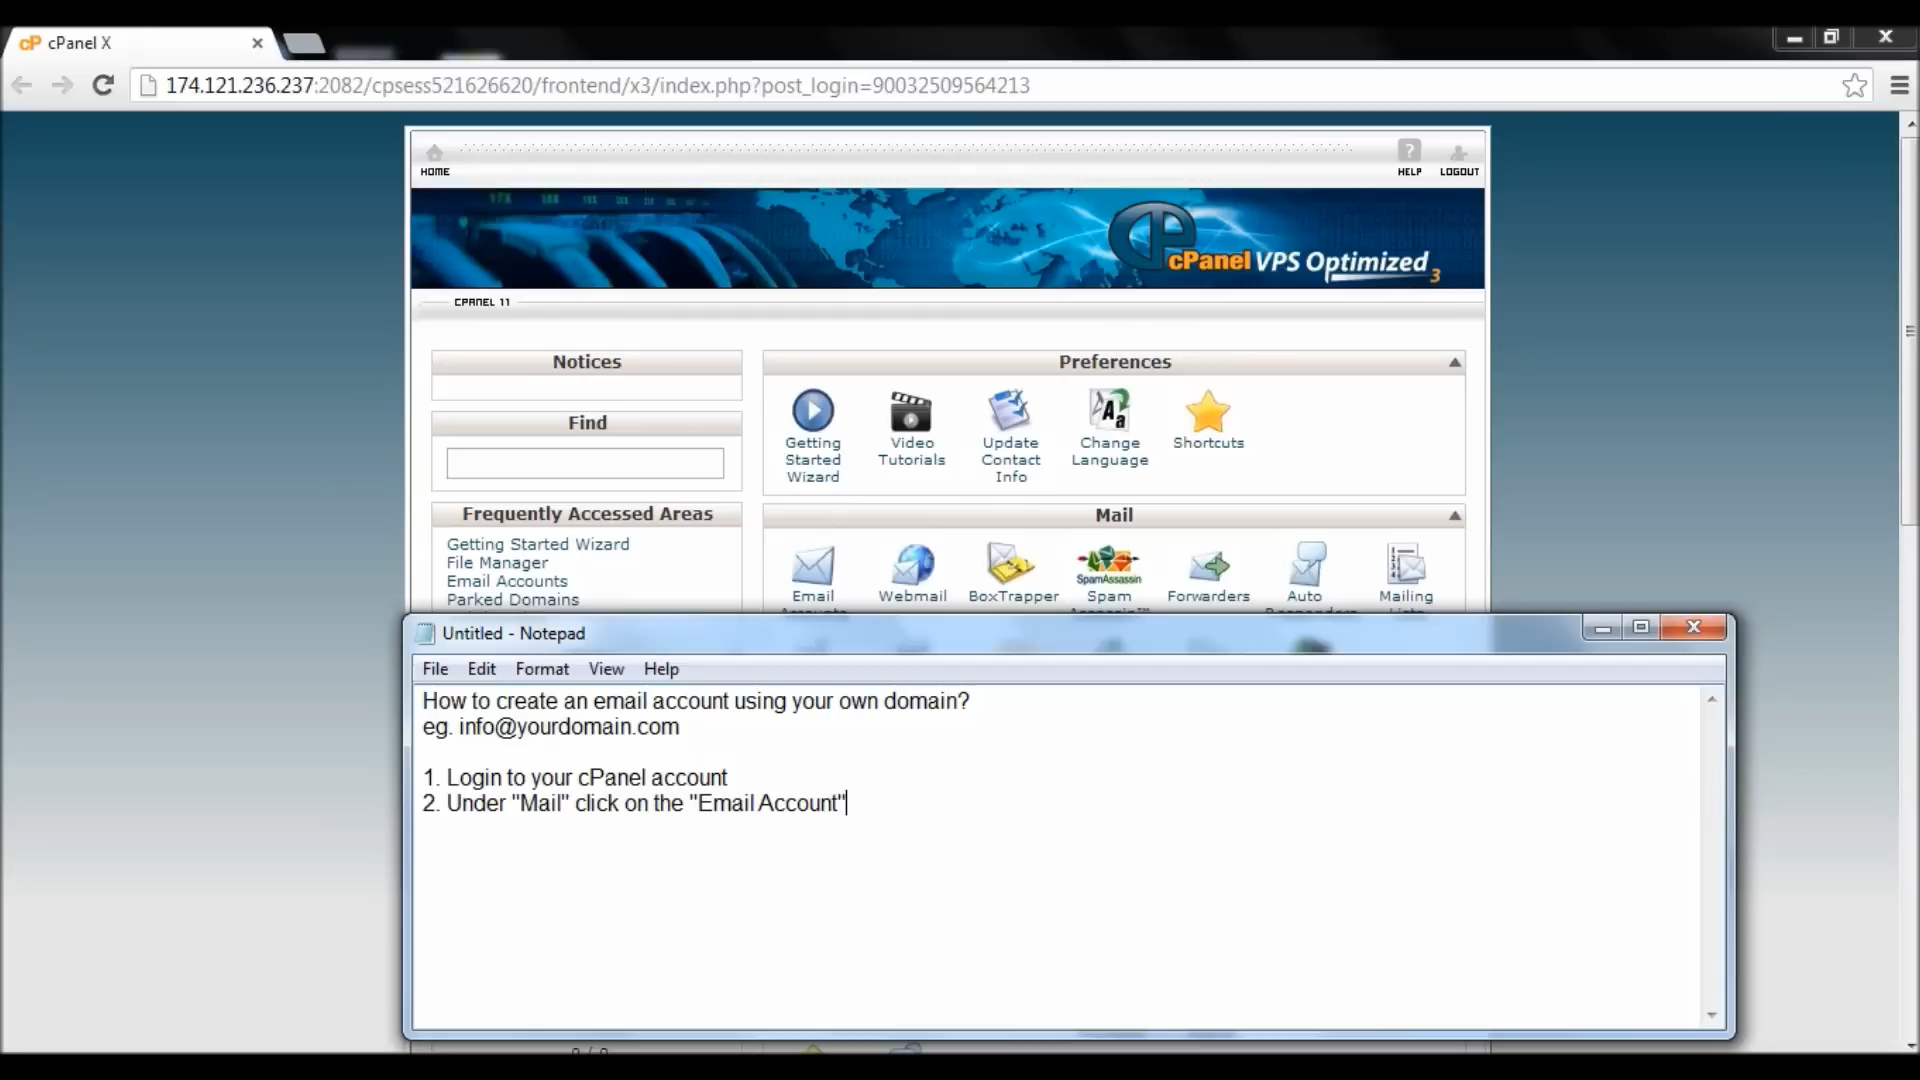 cPanel X
174.121.236.237:2082/cpsess521626620/frontend/x3/index.php?post_login=90032509564213
HOME
HELP
LOGOUT
cPanel VPS Optimized 3
CPANEL 11
Notices
Find
Frequently Accessed Areas
Getting Started Wizard
File Manager
Email Accounts
Parked Domains
Preferences
Getting Started Wizard
Video Tutorials
Update Contact Info
Change Language
Shortcuts
Mail
Email
Webmail
BoxTrapper
SpamAssassin
Spam
Forwarders
Auto
Mailing
Untitled - Notepad
File Edit Format View Help
How to create an email account using your own domain?
eg. info@yourdomain.com
1. Login to your cPanel account
2. Under "Mail" click on the "Email Account"